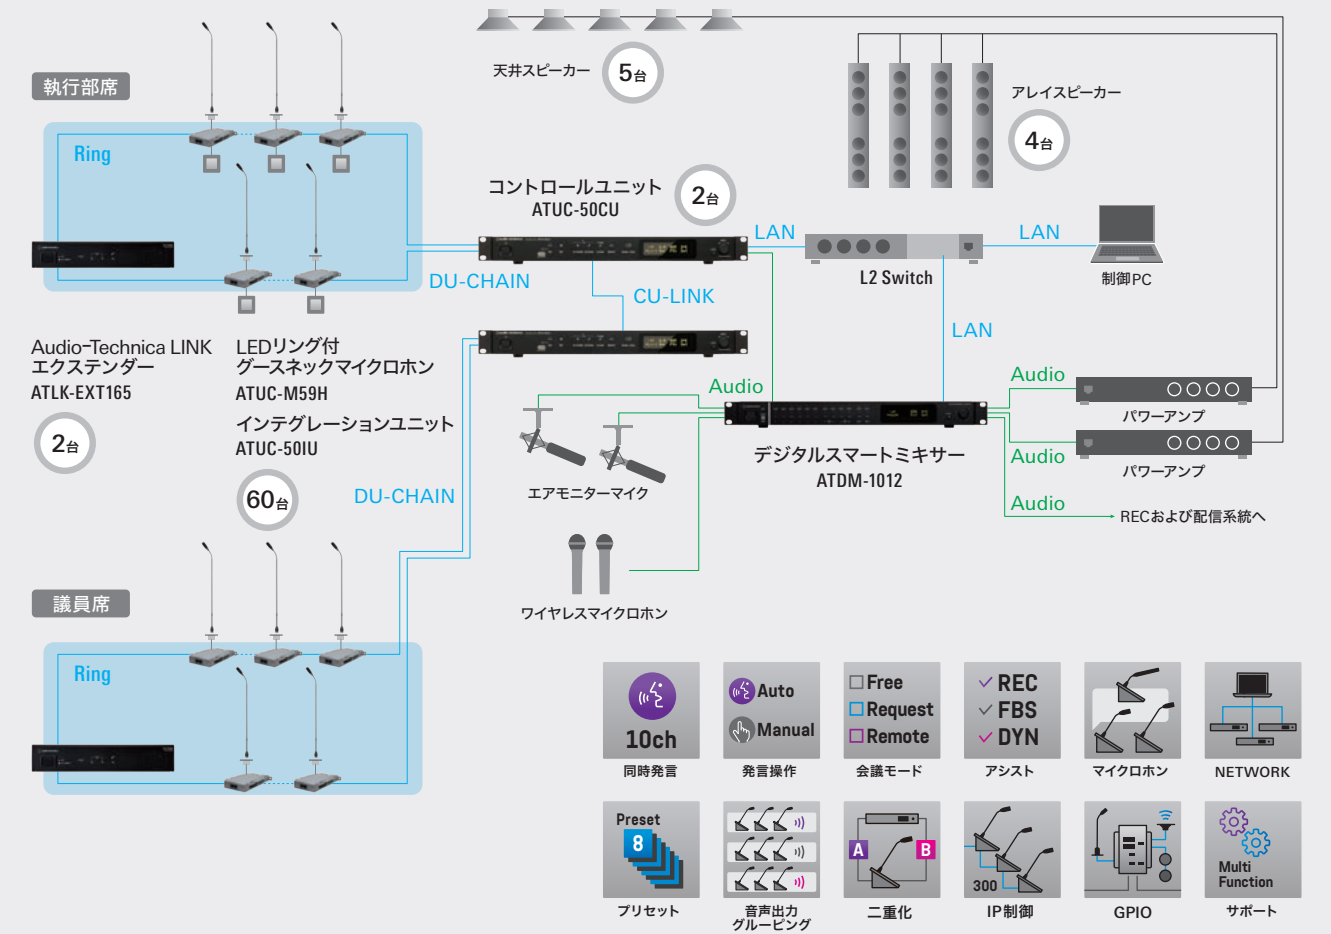 天井スピーカー
5台
アレイスピーカー
4台
執行部席
Ring
コントロールユニット
ATUC-50CU
2台
LAN
L2 Switch
LAN
制御PC
DU-CHAIN
CU-LINK
LAN
Audio-Technica LINK
エクステンダー
ATLK-EXT165
2台
LEDリング付
グースネックマイクロホン
ATUC-M59H
インテグレーションユニット
ATUC-50IU
60台
DU-CHAIN
Audio
エアモニターマイク
デジタルスマートミキサー
ATDM-1012
Audio
パワーアンプ
Audio
パワーアンプ
Audio
RECおよび配信系統へ
ワイヤレスマイクロホン
議員席
Ring
10ch
同時発言
Auto
Manual
発言操作
Free
Request
Remote
会議モード
REC
FBS
DYN
アシスト
マイクロホン
NETWORK
Preset
8
プリセット
音声出力
グルーピング
A
B
二重化
300
IP制御
GPIO
Multi
Function
サポート